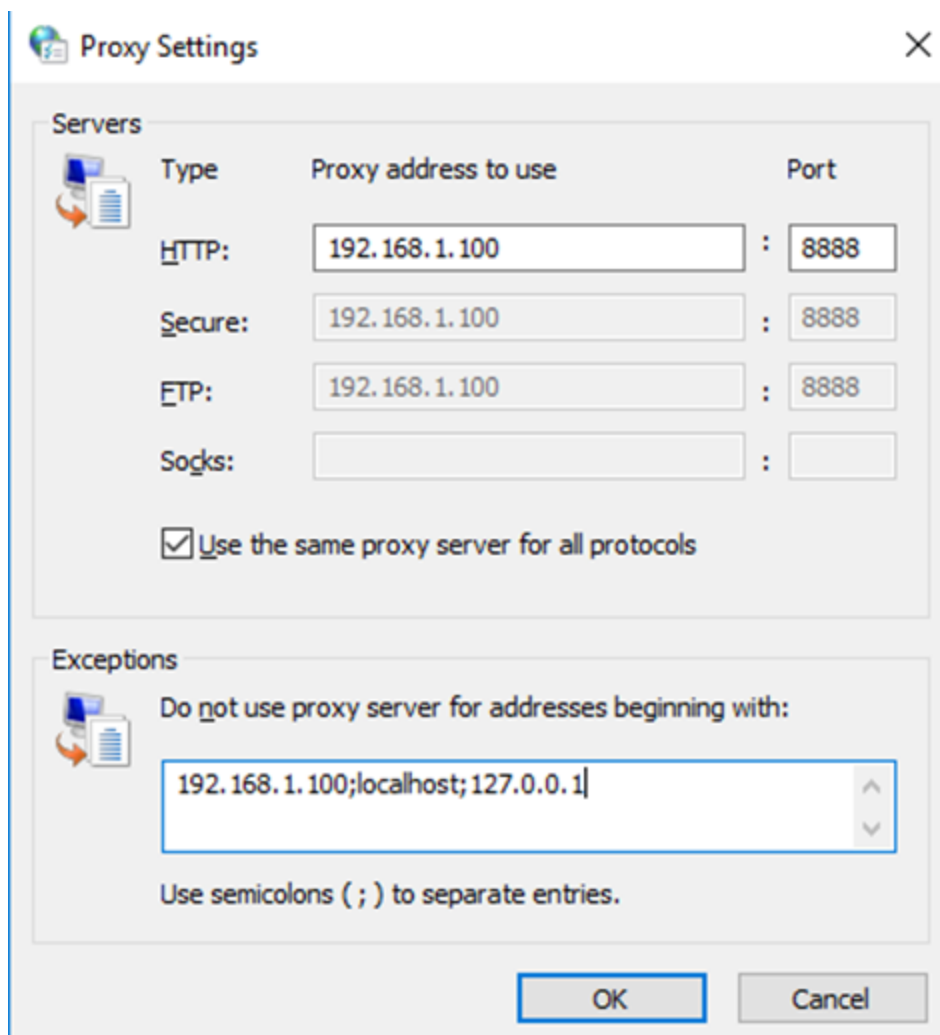 Proxy Settings
Servers
Type Proxy address to use Port
HTTP: 192.168.1.100 : 8888
Secure: 192.168.1.100 : 8888
FTP: 192.168.1.100 : 8888
Socks: :
Use the same proxy server for all protocols
Exceptions
Do not use proxy server for addresses beginning with:
192.168.1.100;localhost;127.0.0.1
Use semicolons ( ; ) to separate entries.
OK Cancel